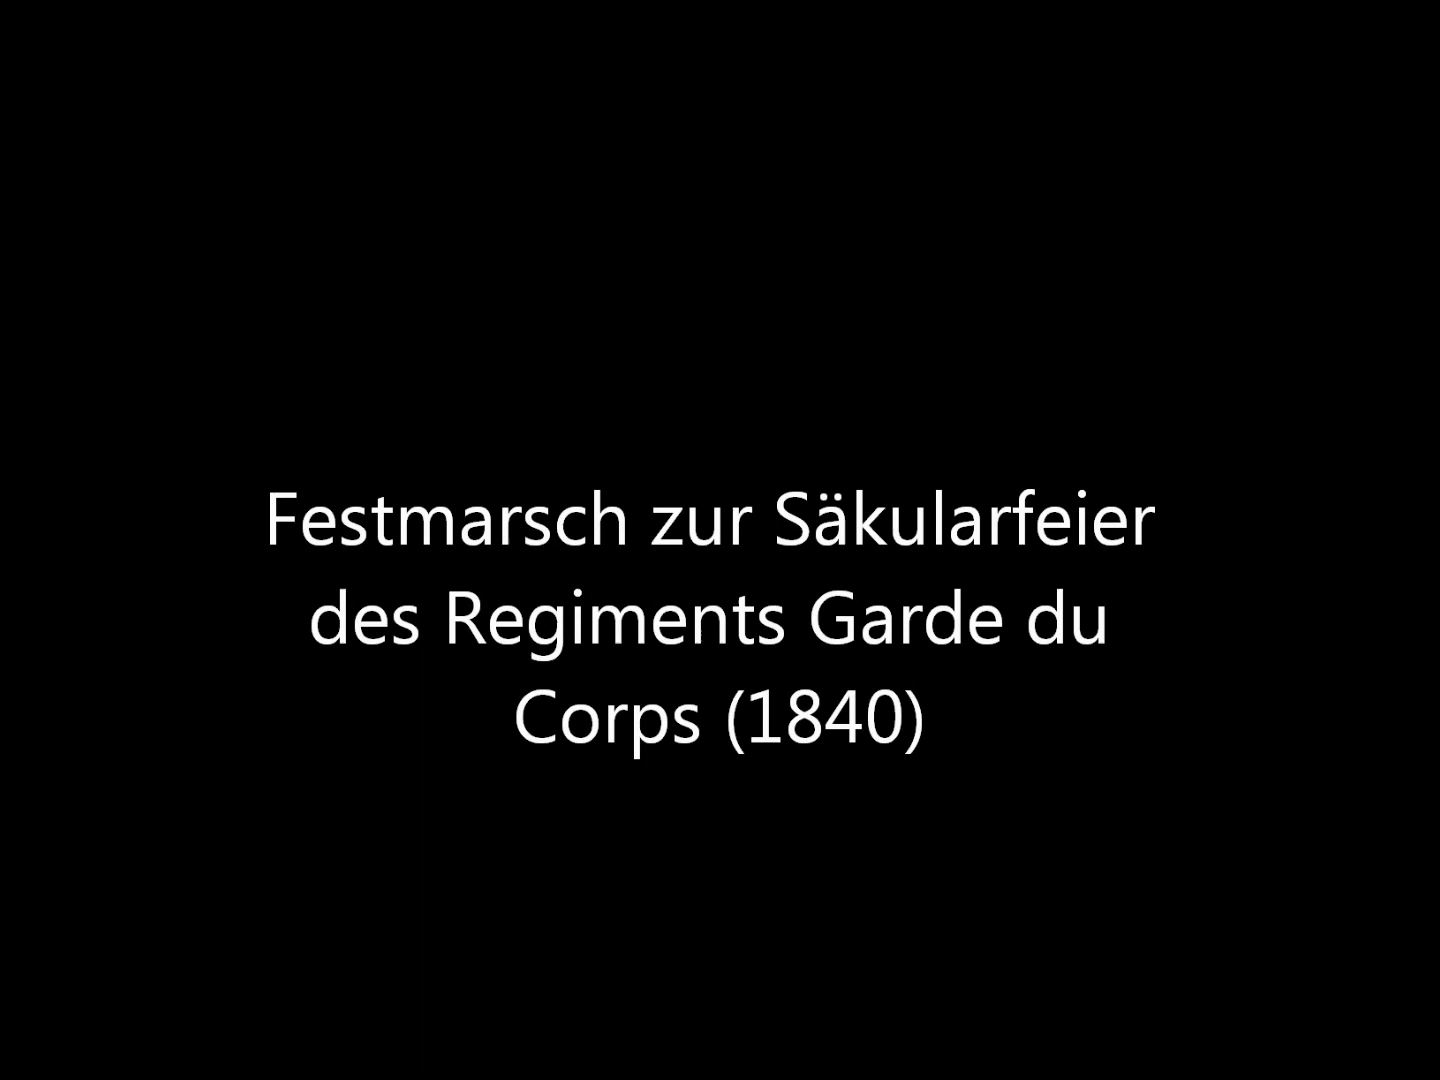 Festmarsch zur Säkularfeier
des Regiments Garde du
Corps (1840)